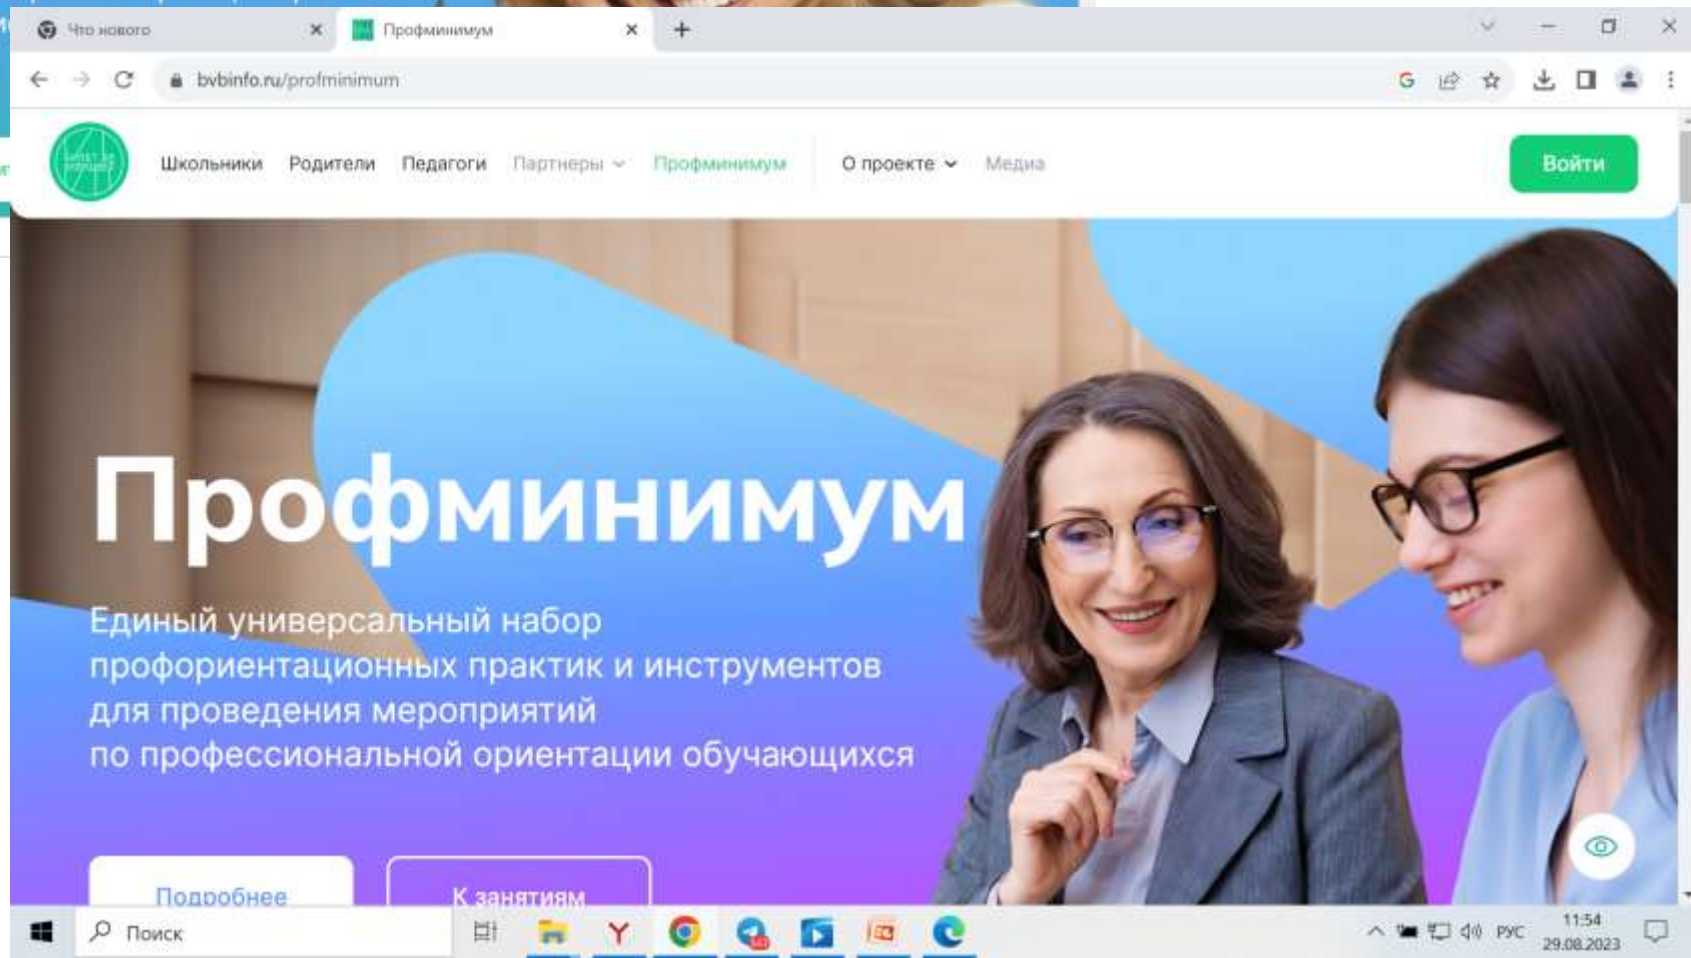 Что нового
Профминимум
bvbinfo.ru/profminimum
Школьники Родители Педагоги Партнеры Профминимум О проекте Медиа Войти
Профминимум
Единый универсальный набор
профориентационных практик и инструментов
для проведения мероприятий
по профессиональной ориентации обучающихся
Подробнее К занятиям
Поиск
РУС 11:54
29.08.2023